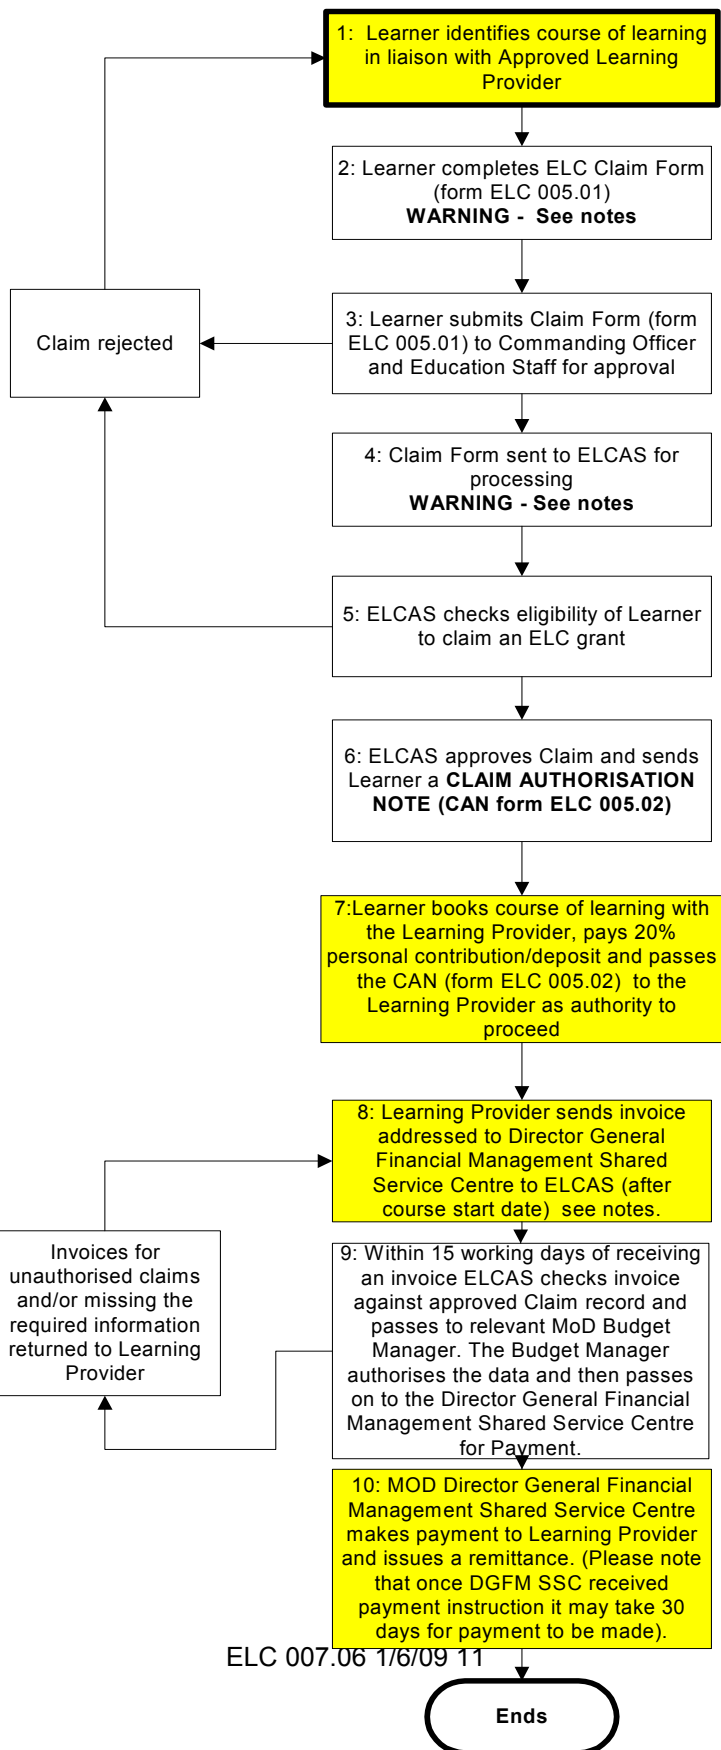 1:  Learner identifies course of learning
in liaison with Approved Learning
Provider
2: Learner completes ELC Claim Form
(form ELC 005.01)
WARNING -  See notes
Claim rejected
3: Learner submits Claim Form (form
ELC 005.01) to Commanding Officer
and Education Staff for approval
4: Claim Form sent to ELCAS for
processing
WARNING - See notes
5: ELCAS checks eligibility of Learner
to claim an ELC grant
6: ELCAS approves Claim and sends
Learner a CLAIM AUTHORISATION
NOTE (CAN form ELC 005.02)
7:Learner books course of learning with
the Learning Provider, pays 20%
personal contribution/deposit and passes
the CAN (form ELC 005.02)  to the
Learning Provider as authority to
proceed
8: Learning Provider sends invoice
addressed to Director General
Financial Management Shared
Service Centre to ELCAS (after
course start date)  see notes.
Invoices for
unauthorised claims
and/or missing the
required information
returned to Learning
Provider
9: Within 15 working days of receiving
an invoice ELCAS checks invoice
against approved Claim record and
passes to relevant MoD Budget
Manager. The Budget Manager
authorises the data and then passes
on to the Director General Financial
Management Shared Service Centre
for Payment.
10: MOD Director General Financial
Management Shared Service Centre
makes payment to Learning Provider
and issues a remittance. (Please note
that once DGFM SSC received
payment instruction it may take 30
days for payment to be made).
ELC 007.06 1/6/09 11
Ends